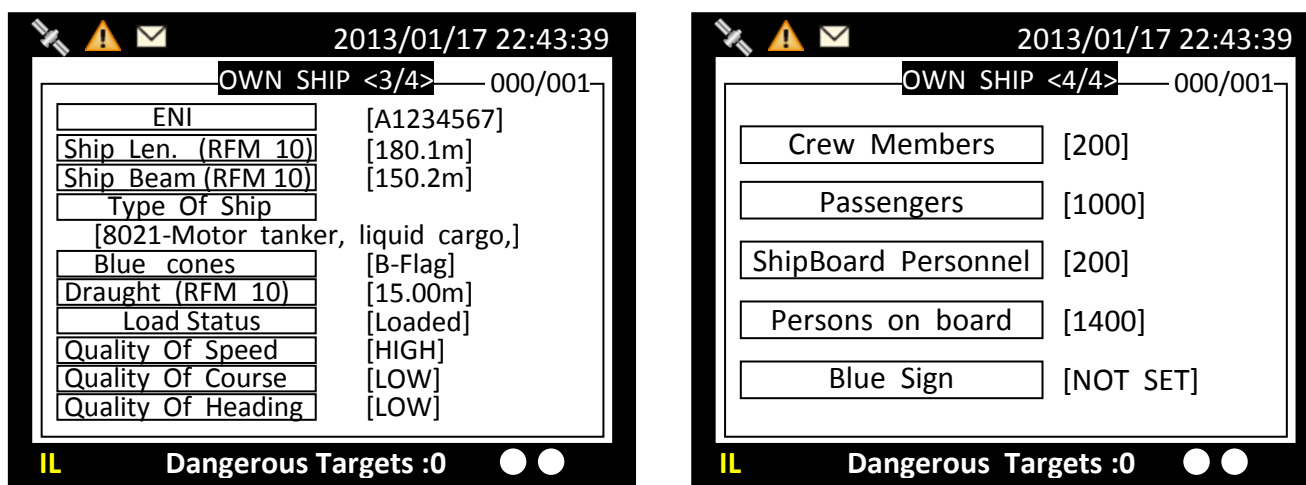 2013/01/17 22:43:39
OWN SHIP <3/4> 000/001
ENI [A1234567]
Ship Len. (RFM 10) [180.1m]
Ship Beam (RFM 10) [150.2m]
Type Of Ship
[8021-Motor tanker, liquid cargo,]
Blue cones [B-Flag]
Draught (RFM 10) [15.00m]
Load Status [Loaded]
Quality Of Speed [HIGH]
Quality Of Course [LOW]
Quality Of Heading [LOW]
IL Dangerous Targets :0
2013/01/17 22:43:39
OWN SHIP <4/4> 000/001
Crew Members [200]
Passengers [1000]
ShipBoard Personnel [200]
Persons on board [1400]
Blue Sign [NOT SET]
IL Dangerous Targets :0